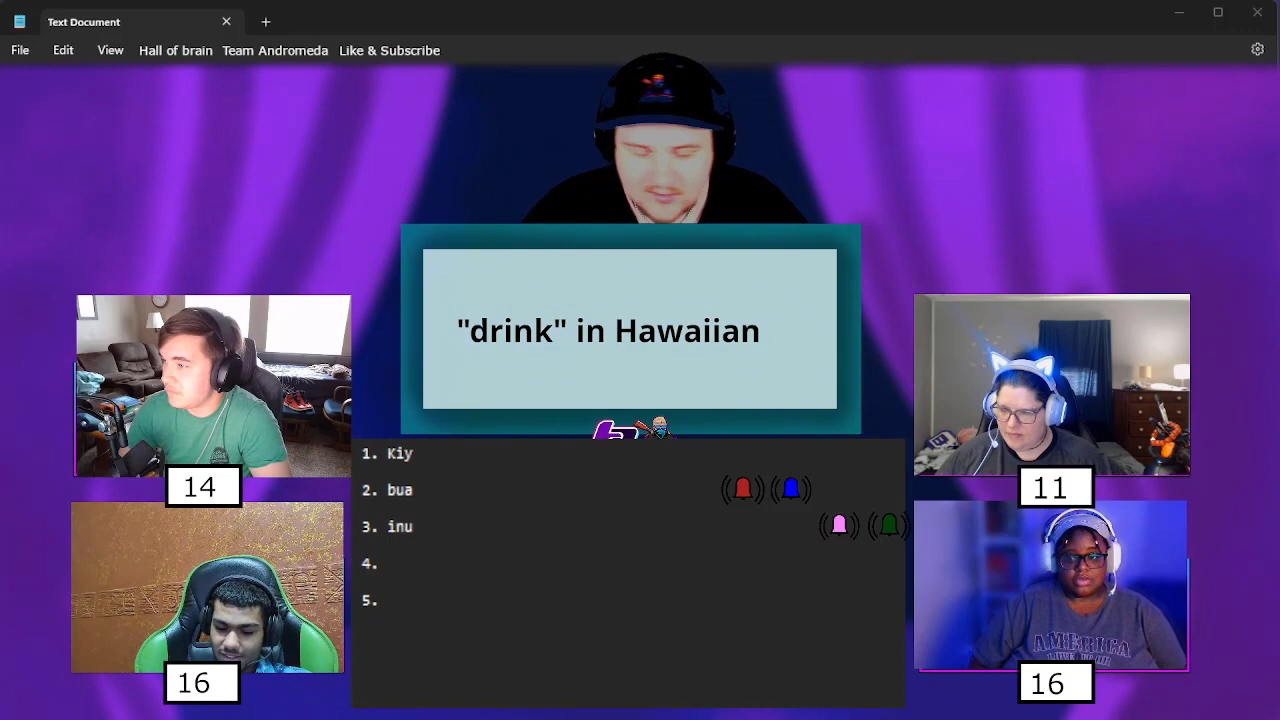 Text Document
File Edit View Hall of brain Team Andromeda Like & Subscribe
"drink" in Hawaiian
1. Kiy
2. bua
3. inu
4.
5.
14
11
16
16
AMERICA